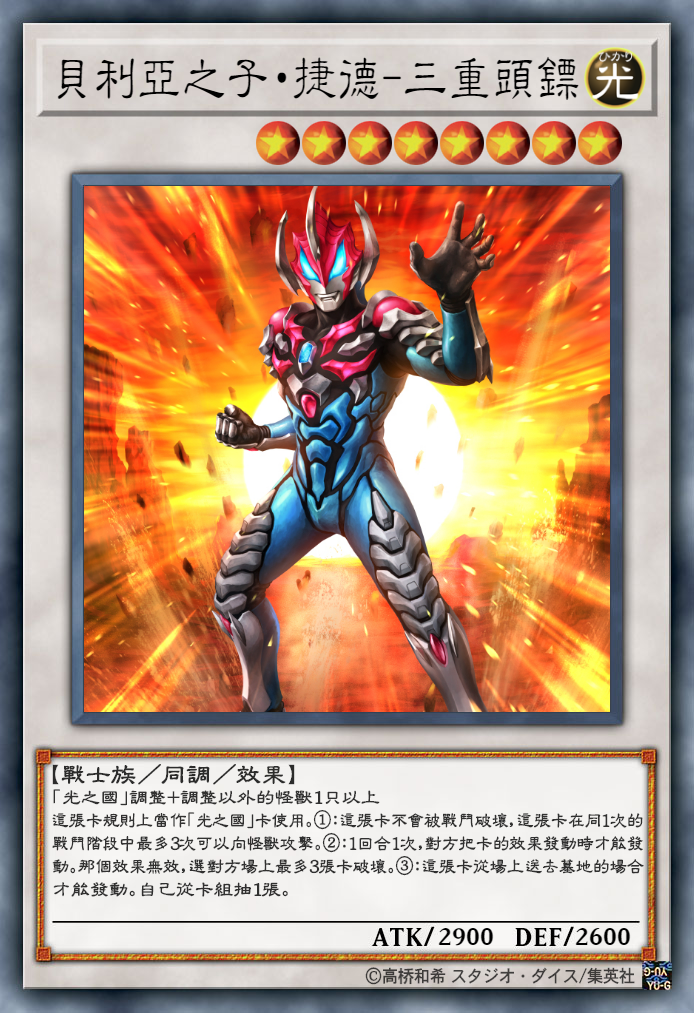 貝利亞之子•捷德-三重頭鏢
ひかり
光
【戰士族／同調／效果】
「光之國」調整＋調整以外的怪獸1只以上
這張卡規則上當作「光之國」卡使用。①:這張卡不會被戰鬥破壞,這張卡在同1次的
戰鬥階段中最多3次可以向怪獸攻擊。②:1回合1次,對方把卡的效果發動時才能發
動。那個效果無效,選對方場上最多3張卡破壞。③:這張卡從場上送去墓地的場合
才能發動。自己從卡組抽1張。
ATK/2900 DEF/2600
©高桥和希 スタジオ・ダイス/集英社
YU-G
YU-G